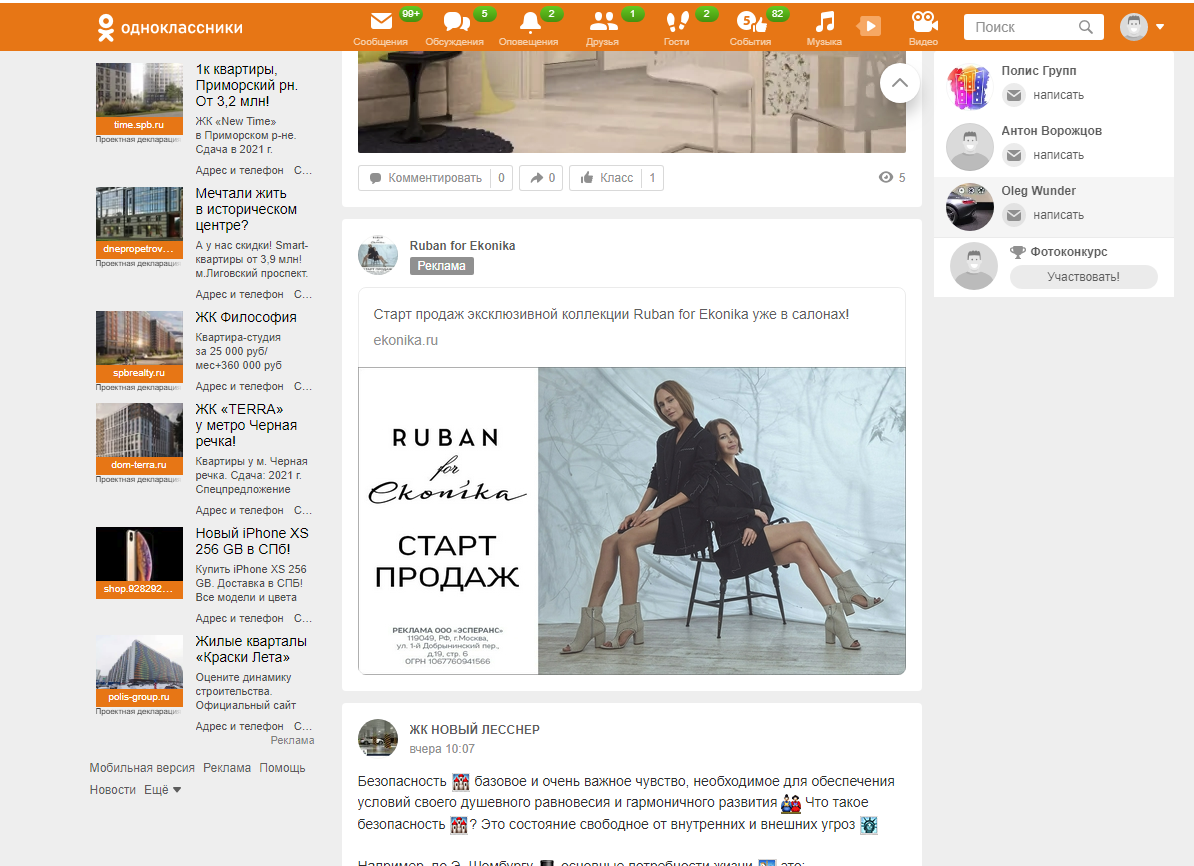 одноклассники
99+
Сообщения
5
Обсуждения
2
Оповещения
1
Друзья
2
Гости
5 82
События
Музыка
Видео
Поиск
1к квартиры,
Приморский рн.
От 3,2 млн!
time.spb.ru
Проектная декларация
ЖК «New Time»
в Приморском р-не.
Сдача в 2021 г.
Адрес и телефон С...
Мечтали жить
в историческом
центре?
dnepropetrov...
Проектная декларация
А у нас скидки! Smart-
квартиры от 3,9 млн!
м.Лиговский проспект.
Адрес и телефон С...
ЖК Философия
spbrealty.ru
Проектная декларация
Квартира-студия
за 25 000 руб/
мес+360 000 руб
Адрес и телефон С...
ЖК «TERRA»
у метро Черная
речка!
dom-terra.ru
Проектная декларация
Квартиры у м. Черная
речка. Сдача: 2021 г.
Спецпредложение
Адрес и телефон С...
Новый iPhone XS
256 GB в СПб!
shop.928292...
Купить iPhone XS 256
GB. Доставка в СПБ!
Все модели и цвета
Адрес и телефон С...
Жилые кварталы
«Краски Лета»
polis-group.ru
Проектная декларация
Оцените динамику
строительства.
Официальный сайт
Адрес и телефон С...
Реклама
Мобильная версия Реклама Помощь
Новости Ещё
Комментировать 0 0 Класс 1 5
Ruban for Ekonika
Реклама
Старт продаж эксклюзивной коллекции Ruban for Ekonika уже в салонах!
ekonika.ru
RUBAN
for
Ekonika
СТАРТ
ПРОДАЖ
РЕКЛАМА ООО «ЭСПЕРАНС»
119049, РФ, г.Москва,
ул. 1-й Добрынинский пер.,
д.19, стр. 6
ОГРН 1067760941566
ЖК НОВЫЙ ЛЕССНЕР
вчера 10:07
Безопасность базовое и очень важное чувство, необходимое для обеспечения
условий своего душевного равновесия и гармоничного развития Что такое
безопасность ? Это состояние свободное от внутренних и внешних угроз
Например, по Э. Шомбургу основные потребности жизни это:
Полис Групп
написать
Антон Ворожцов
написать
Oleg Wunder
написать
Фотоконкурс
Участвовать!